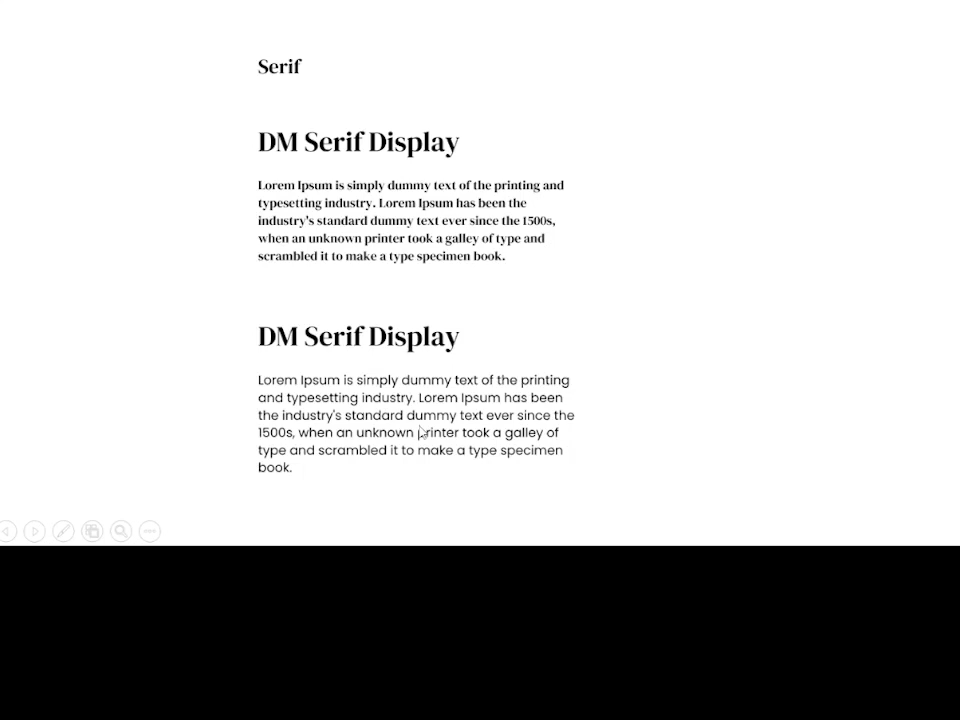 Serif
DM Serif Display
Lorem Ipsum is simply dummy text of the printing and
typesetting industry. Lorem Ipsum has been the
industry's standard dummy text ever since the 1500s,
when an unknown printer took a galley of type and
scrambled it to make a type specimen book.
DM Serif Display
Lorem Ipsum is simply dummy text of the printing
and typesetting industry. Lorem Ipsum has been
the industry's standard dummy text ever since the
1500s, when an unknown printer took a galley of
type and scrambled it to make a type specimen
book.